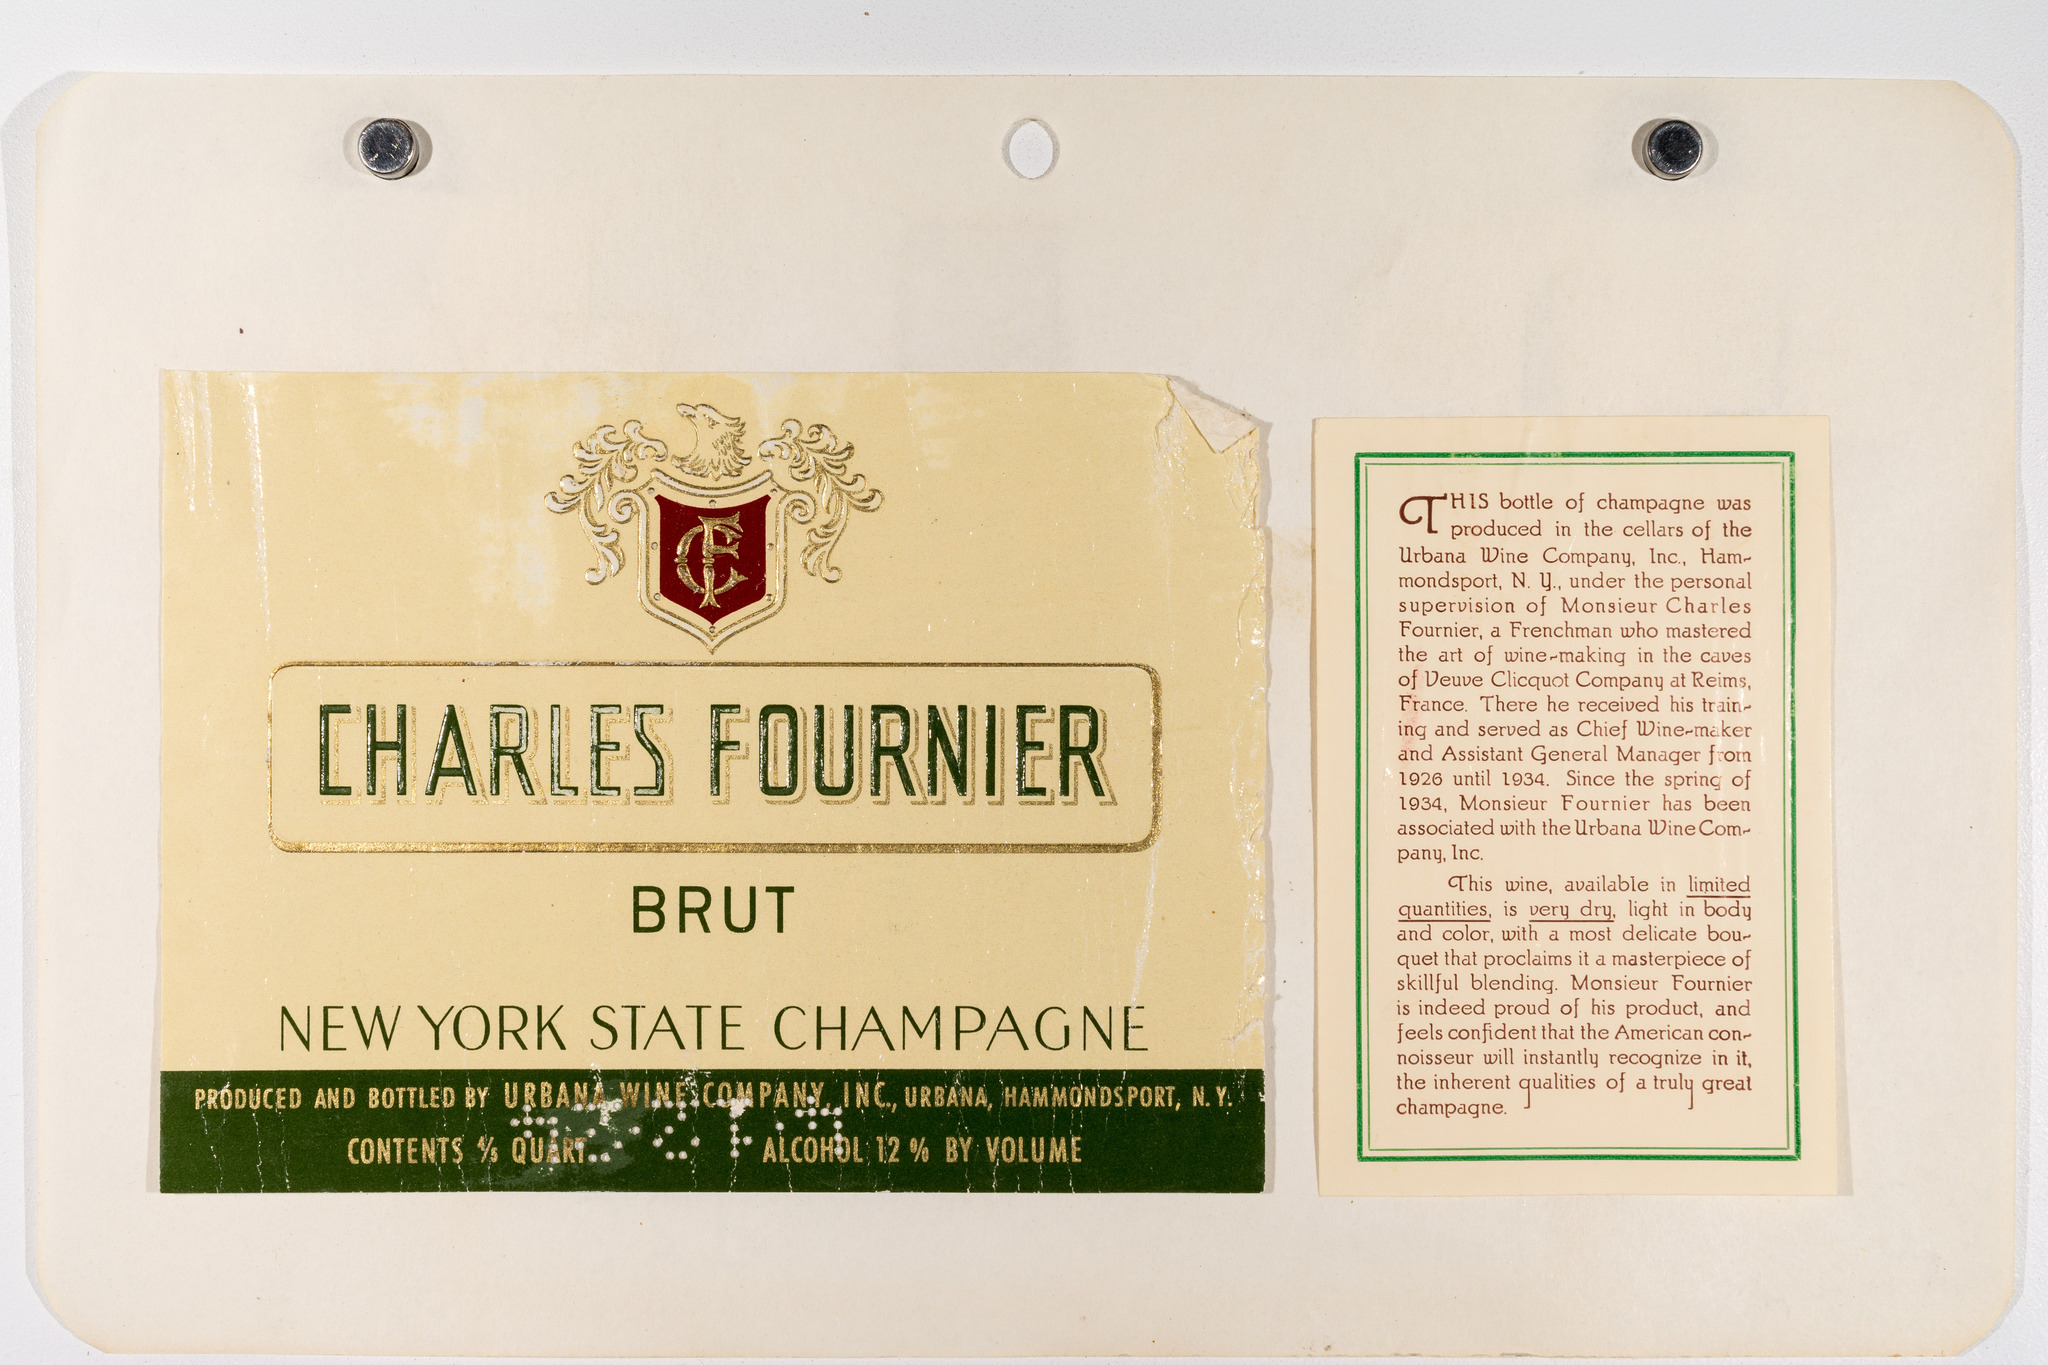 CF
CHARLES FOURNIER
BRUT
NEW YORK STATE CHAMPAGNE
PRODUCED AND BOTTLED BY URBANA WINE COMPANY, INC., URBANA, HAMMONDSPORT, N.Y.
CONTENTS 4/5 QUART ALCOHOL 12 % BY VOLUME
THIS bottle of champagne was
produced in the cellars of the
Urbana Wine Company, Inc., Ham-
mondsport, N. Y., under the personal
supervision of Monsieur Charles
Fournier, a Frenchman who mastered
the art of wine-making in the caves
of Veuve Clicquot Company at Reims,
France. There he received his train-
ing and served as Chief Wine-maker
and Assistant General Manager from
1926 until 1934. Since the spring of
1934, Monsieur Fournier has been
associated with the Urbana Wine Com-
pany, Inc.
This wine, available in limited
quantities, is very dry, light in body
and color, with a most delicate bou-
quet that proclaims it a masterpiece of
skillful blending. Monsieur Fournier
is indeed proud of his product, and
feels confident that the American con-
noisseur will instantly recognize in it,
the inherent qualities of a truly great
champagne.